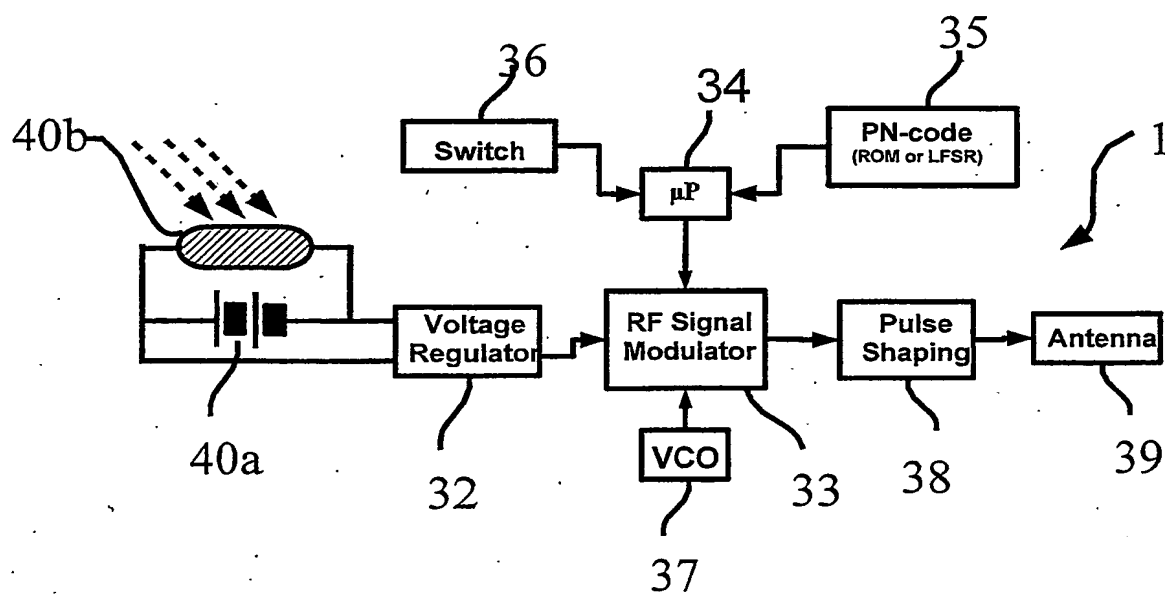 36
35
34
40b
Switch
PN-code
(ROM or LFSR)
1
µP
Voltage
Regulator
RF Signal
Modulator
Pulse
Shaping
Antenna
40a
32
VCO
33
38
39
37